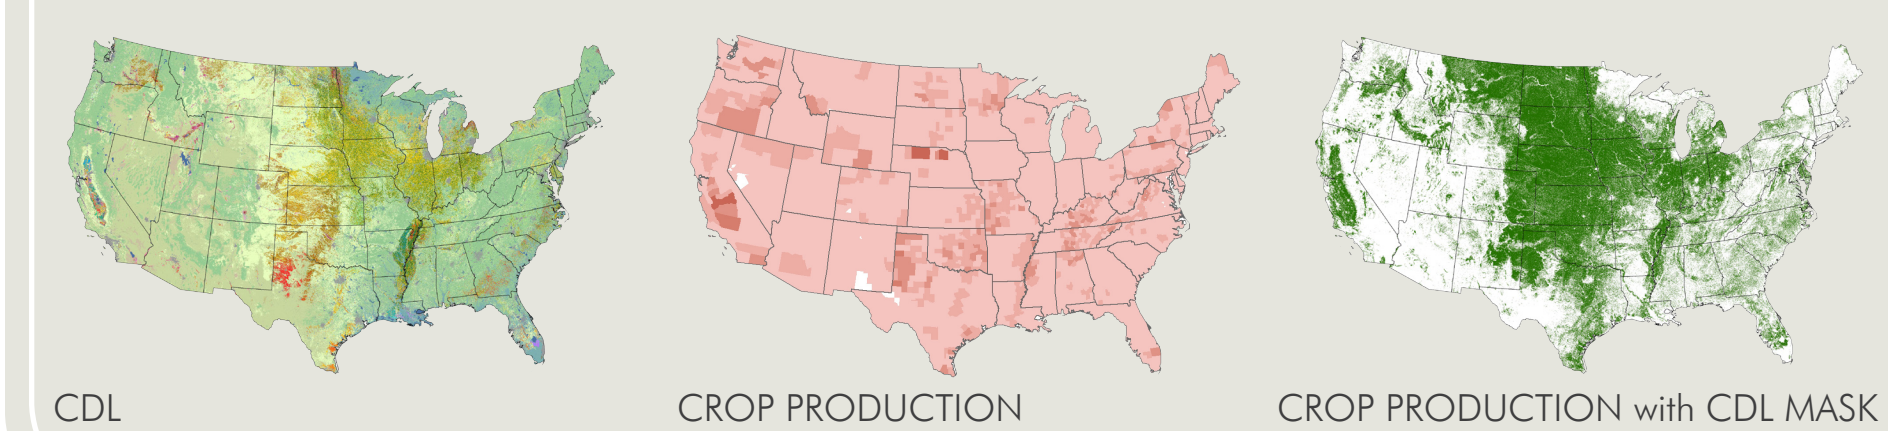 CDL
CROP PRODUCTION
CROP PRODUCTION with CDL MASK